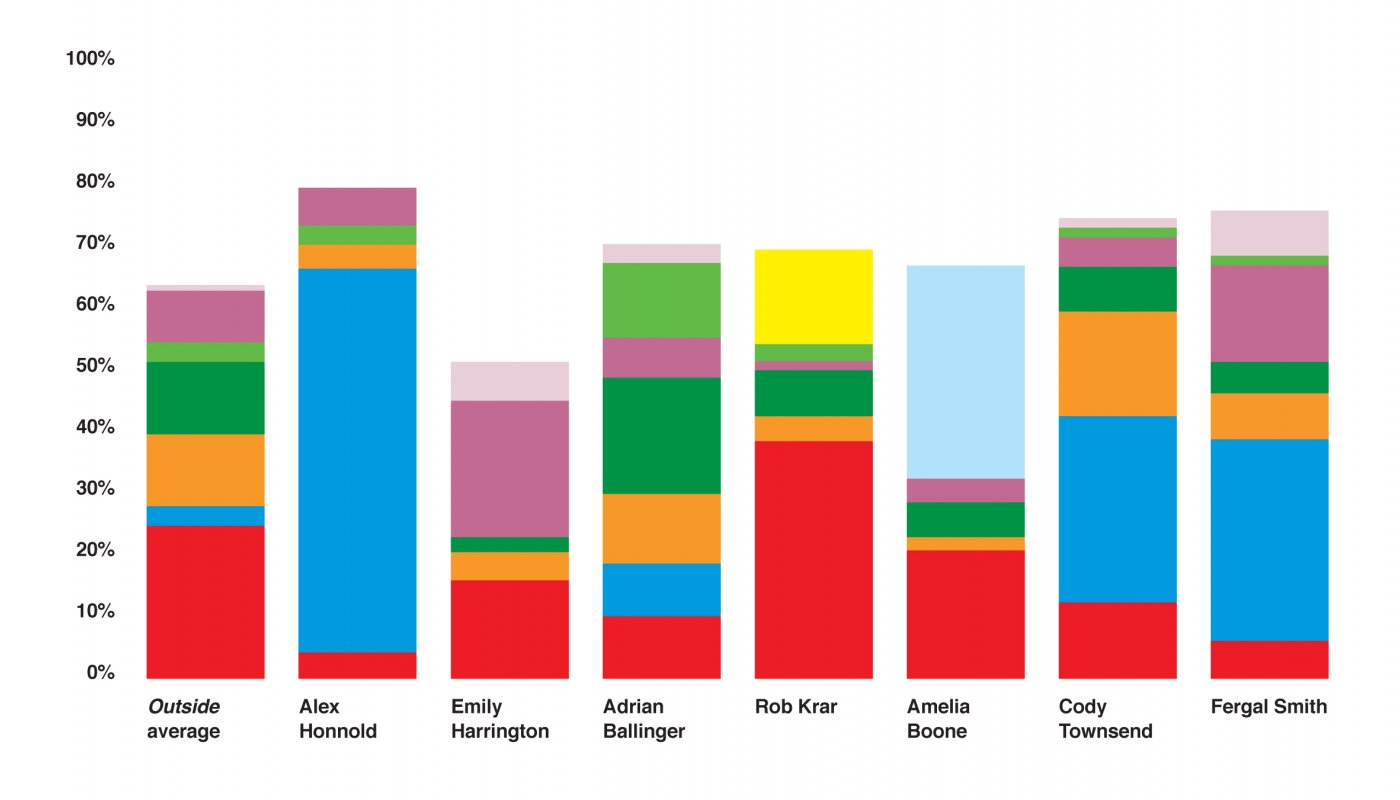 100%
90%
80%
70%
60%
50%
40%
30%
20%
10%
0%
Outside
average
Alex
Honnold
Emily
Harrington
Adrian
Ballinger
Rob Krar
Amelia
Boone
Cody
Townsend
Fergal Smith